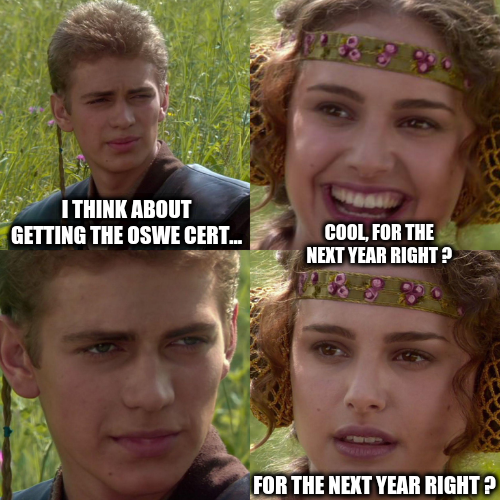 I THINK ABOUT
GETTING THE OSWE CERT...
COOL, FOR THE
NEXT YEAR RIGHT ?
FOR THE NEXT YEAR RIGHT ?